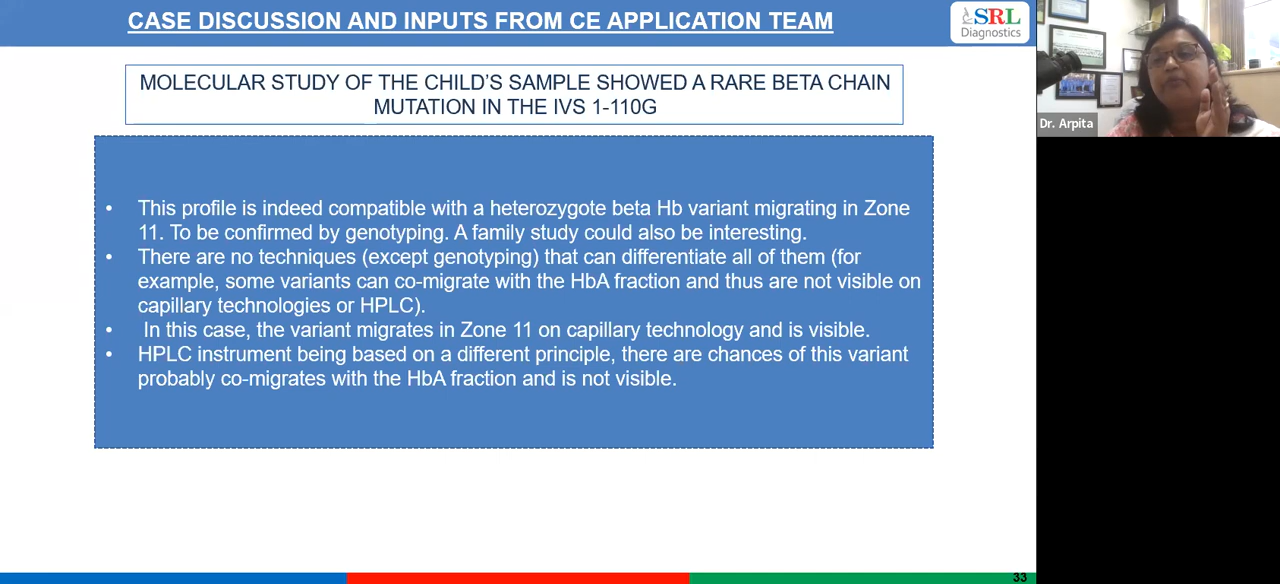 CASE DISCUSSION AND INPUTS FROM CE APPLICATION TEAM
SRL
Diagnostics
MOLECULAR STUDY OF THE CHILD'S SAMPLE SHOWED A RARE BETA CHAIN
MUTATION IN THE IVS 1-110G
• This profile is indeed compatible with a heterozygote beta Hb variant migrating in Zone
11. To be confirmed by genotyping. A family study could also be interesting.
• There are no techniques (except genotyping) that can differentiate all of them (for
example, some variants can co-migrate with the HbA fraction and thus are not visible on
capillary technologies or HPLC).
• In this case, the variant migrates in Zone 11 on capillary technology and is visible.
• HPLC instrument being based on a different principle, there are chances of this variant
probably co-migrates with the HbA fraction and is not visible.
33
Dr. Arpita